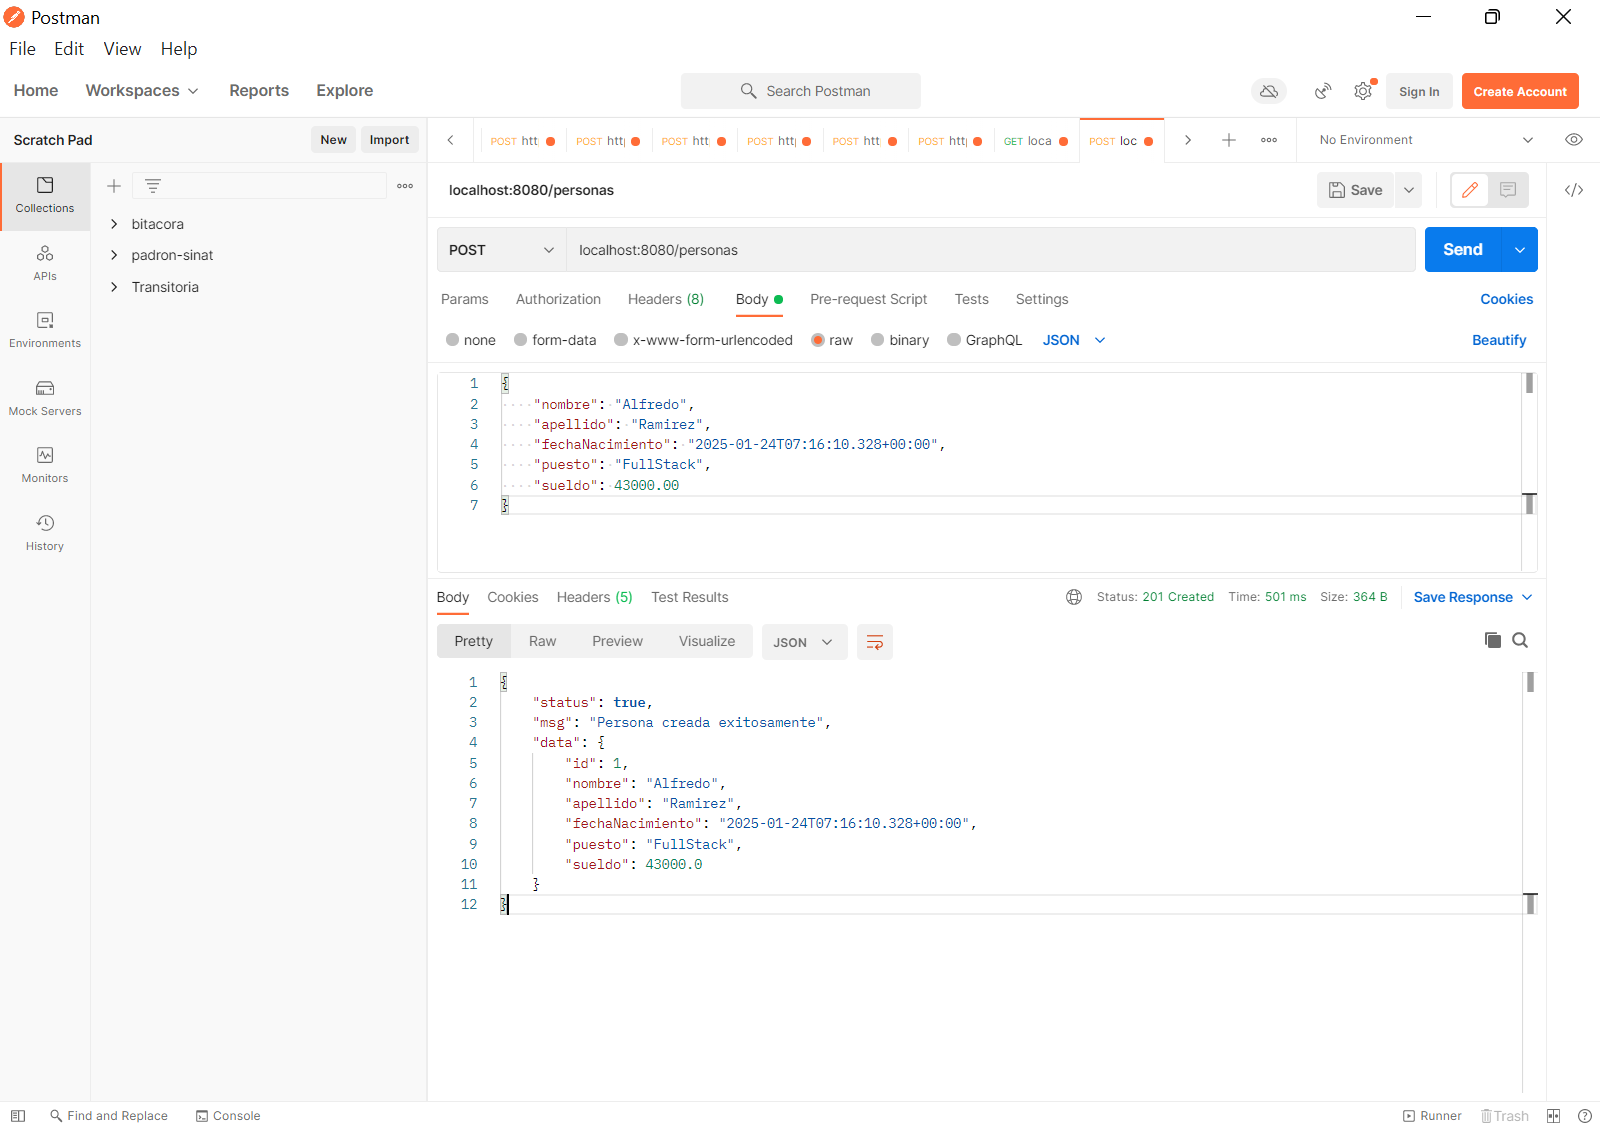 Postman
File Edit View Help
Home Workspaces Reports Explore Search Postman Sign In Create Account
Scratch Pad New Import
POST htt POST htt POST htt POST htt POST htt POST htt GET loca POST loc No Environment
Collections
APIs
Environments
Mock Servers
Monitors
History
bitacora
padron-sinat
Transitoria
localhost:8080/personas Save
POST localhost:8080/personas Send
Params Authorization Headers (8) Body Pre-request Script Tests Settings Cookies
none form-data x-www-form-urlencoded raw binary GraphQL JSON Beautify
1 {
2 "nombre": "Alfredo",
3 "apellido": "Ramirez",
4 "fechaNacimiento": "2025-01-24T07:16:10.328+00:00",
5 "puesto": "FullStack",
6 "sueldo": 43000.00
7 }
Body Cookies Headers (5) Test Results Status: 201 Created Time: 501 ms Size: 364 B Save Response
Pretty Raw Preview Visualize JSON
1 {
2 "status": true,
3 "msg": "Persona creada exitosamente",
4 "data": {
5 "id": 1,
6 "nombre": "Alfredo",
7 "apellido": "Ramirez",
8 "fechaNacimiento": "2025-01-24T07:16:10.328+00:00",
9 "puesto": "FullStack",
10 "sueldo": 43000.0
11 }
12 }
Find and Replace Console Runner Trash